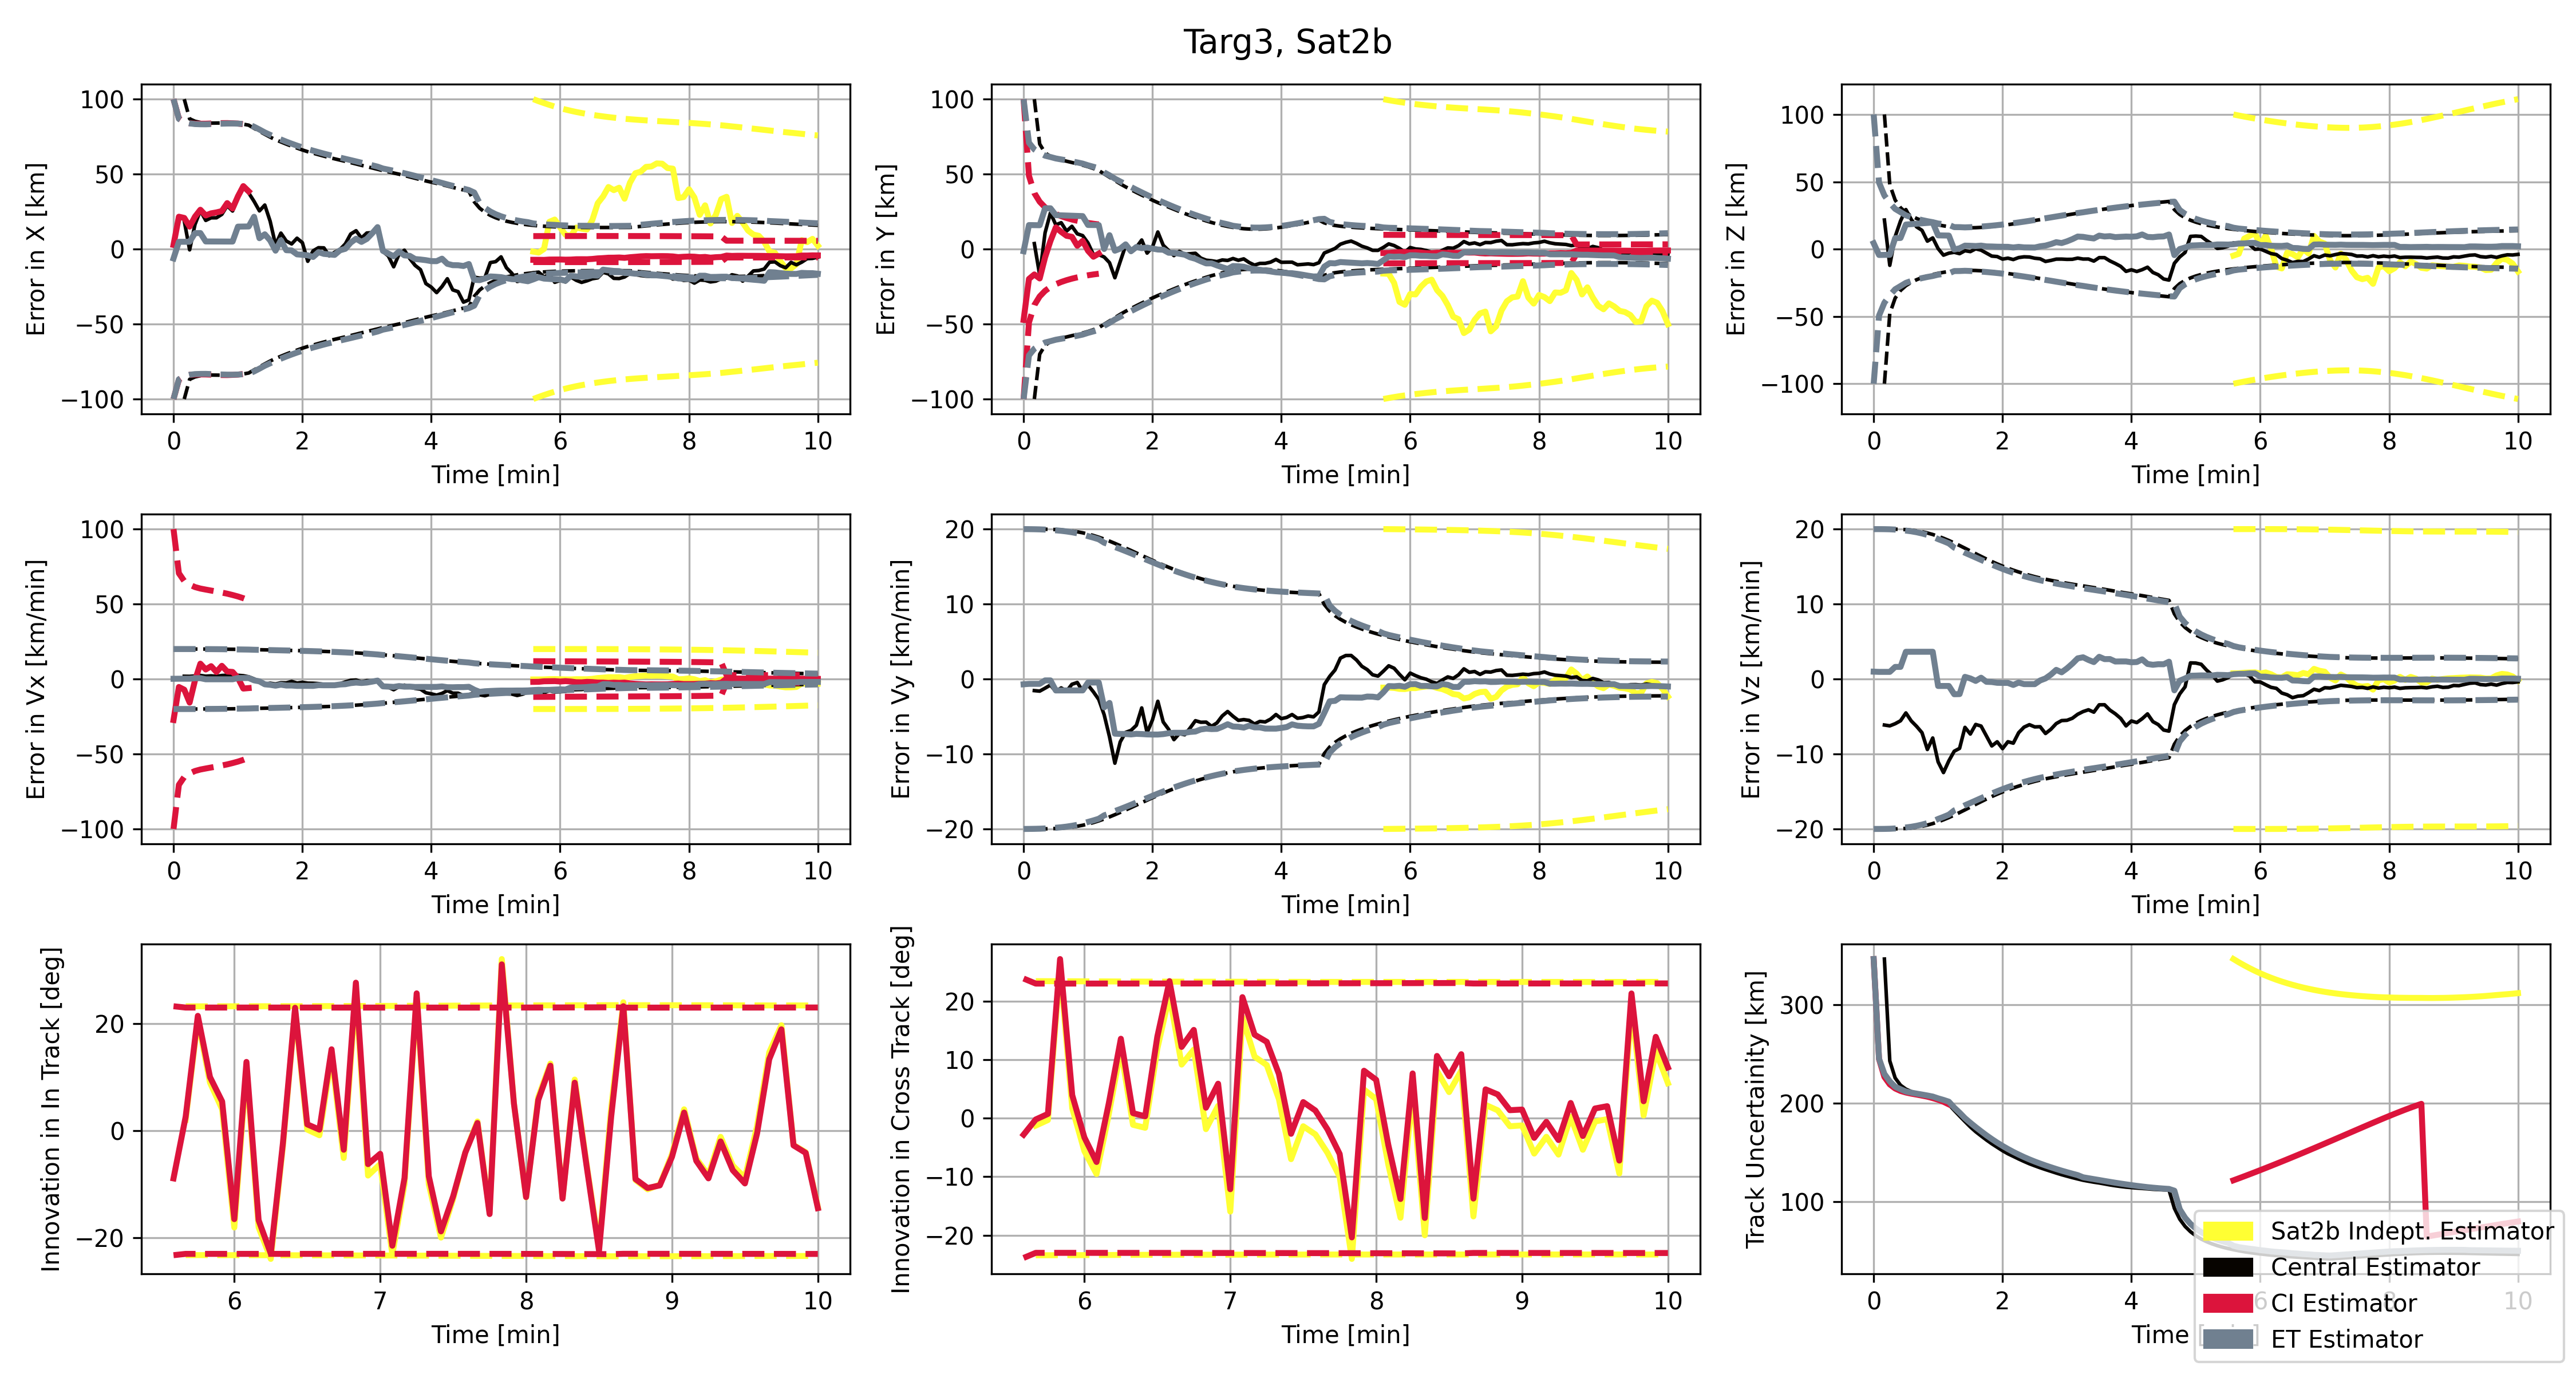 Targ3, Sat2b
100
50
0
−50
−100
Error in X [km]
0 2 4 6 8 10
Time [min]
100
50
0
−50
−100
Error in Y [km]
0 2 4 6 8 10
Time [min]
100
50
0
−50
−100
Error in Z [km]
0 2 4 6 8 10
Time [min]
100
50
0
−50
−100
Error in Vx [km/min]
0 2 4 6 8 10
Time [min]
20
10
0
−10
−20
Error in Vy [km/min]
0 2 4 6 8 10
Time [min]
20
10
0
−10
−20
Error in Vz [km/min]
0 2 4 6 8 10
Time [min]
20
0
−20
Innovation in In Track [deg]
6 7 8 9 10
Time [min]
20
10
0
−10
−20
Innovation in Cross Track [deg]
6 7 8 9 10
Time [min]
300
200
100
Track Uncertainity [km]
0 2 4 6 8 10
Time
Sat2b Indept. Estimator
Central Estimator
CI Estimator
ET Estimator